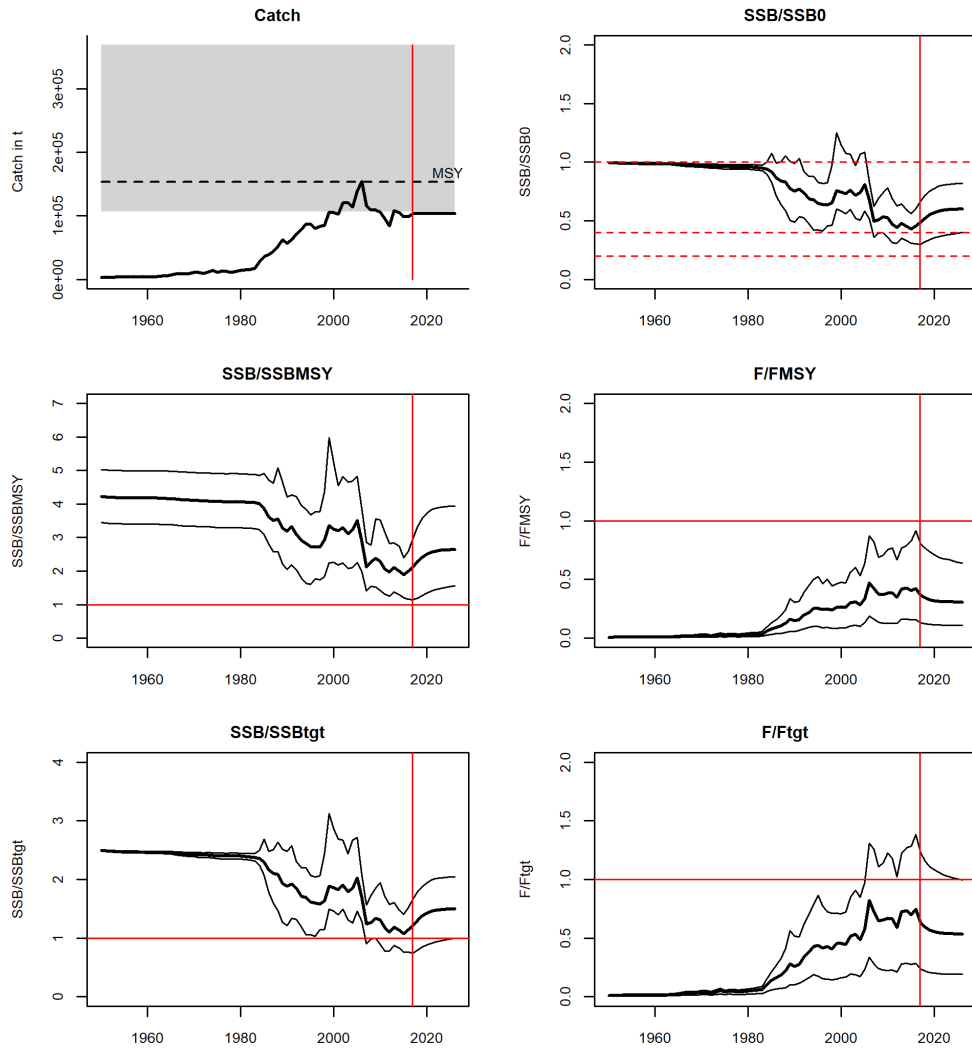 Catch
Catch in t
3e+05
2e+05
1e+05
0e+00
MSY
1960 1980 2000 2020
SSB/SSB0
SSB/SSB0
2.0
1.5
1.0
0.5
0.0
1960 1980 2000 2020
SSB/SSBMSY
SSB/SSBMSY
7
6
5
4
3
2
1
0
1960 1980 2000 2020
F/FMSY
F/FMSY
2.0
1.5
1.0
0.5
0.0
1960 1980 2000 2020
SSB/SSBtgt
SSB/SSBtgt
4
3
2
1
0
1960 1980 2000 2020
F/Ftgt
F/Ftgt
2.0
1.5
1.0
0.5
0.0
1960 1980 2000 2020